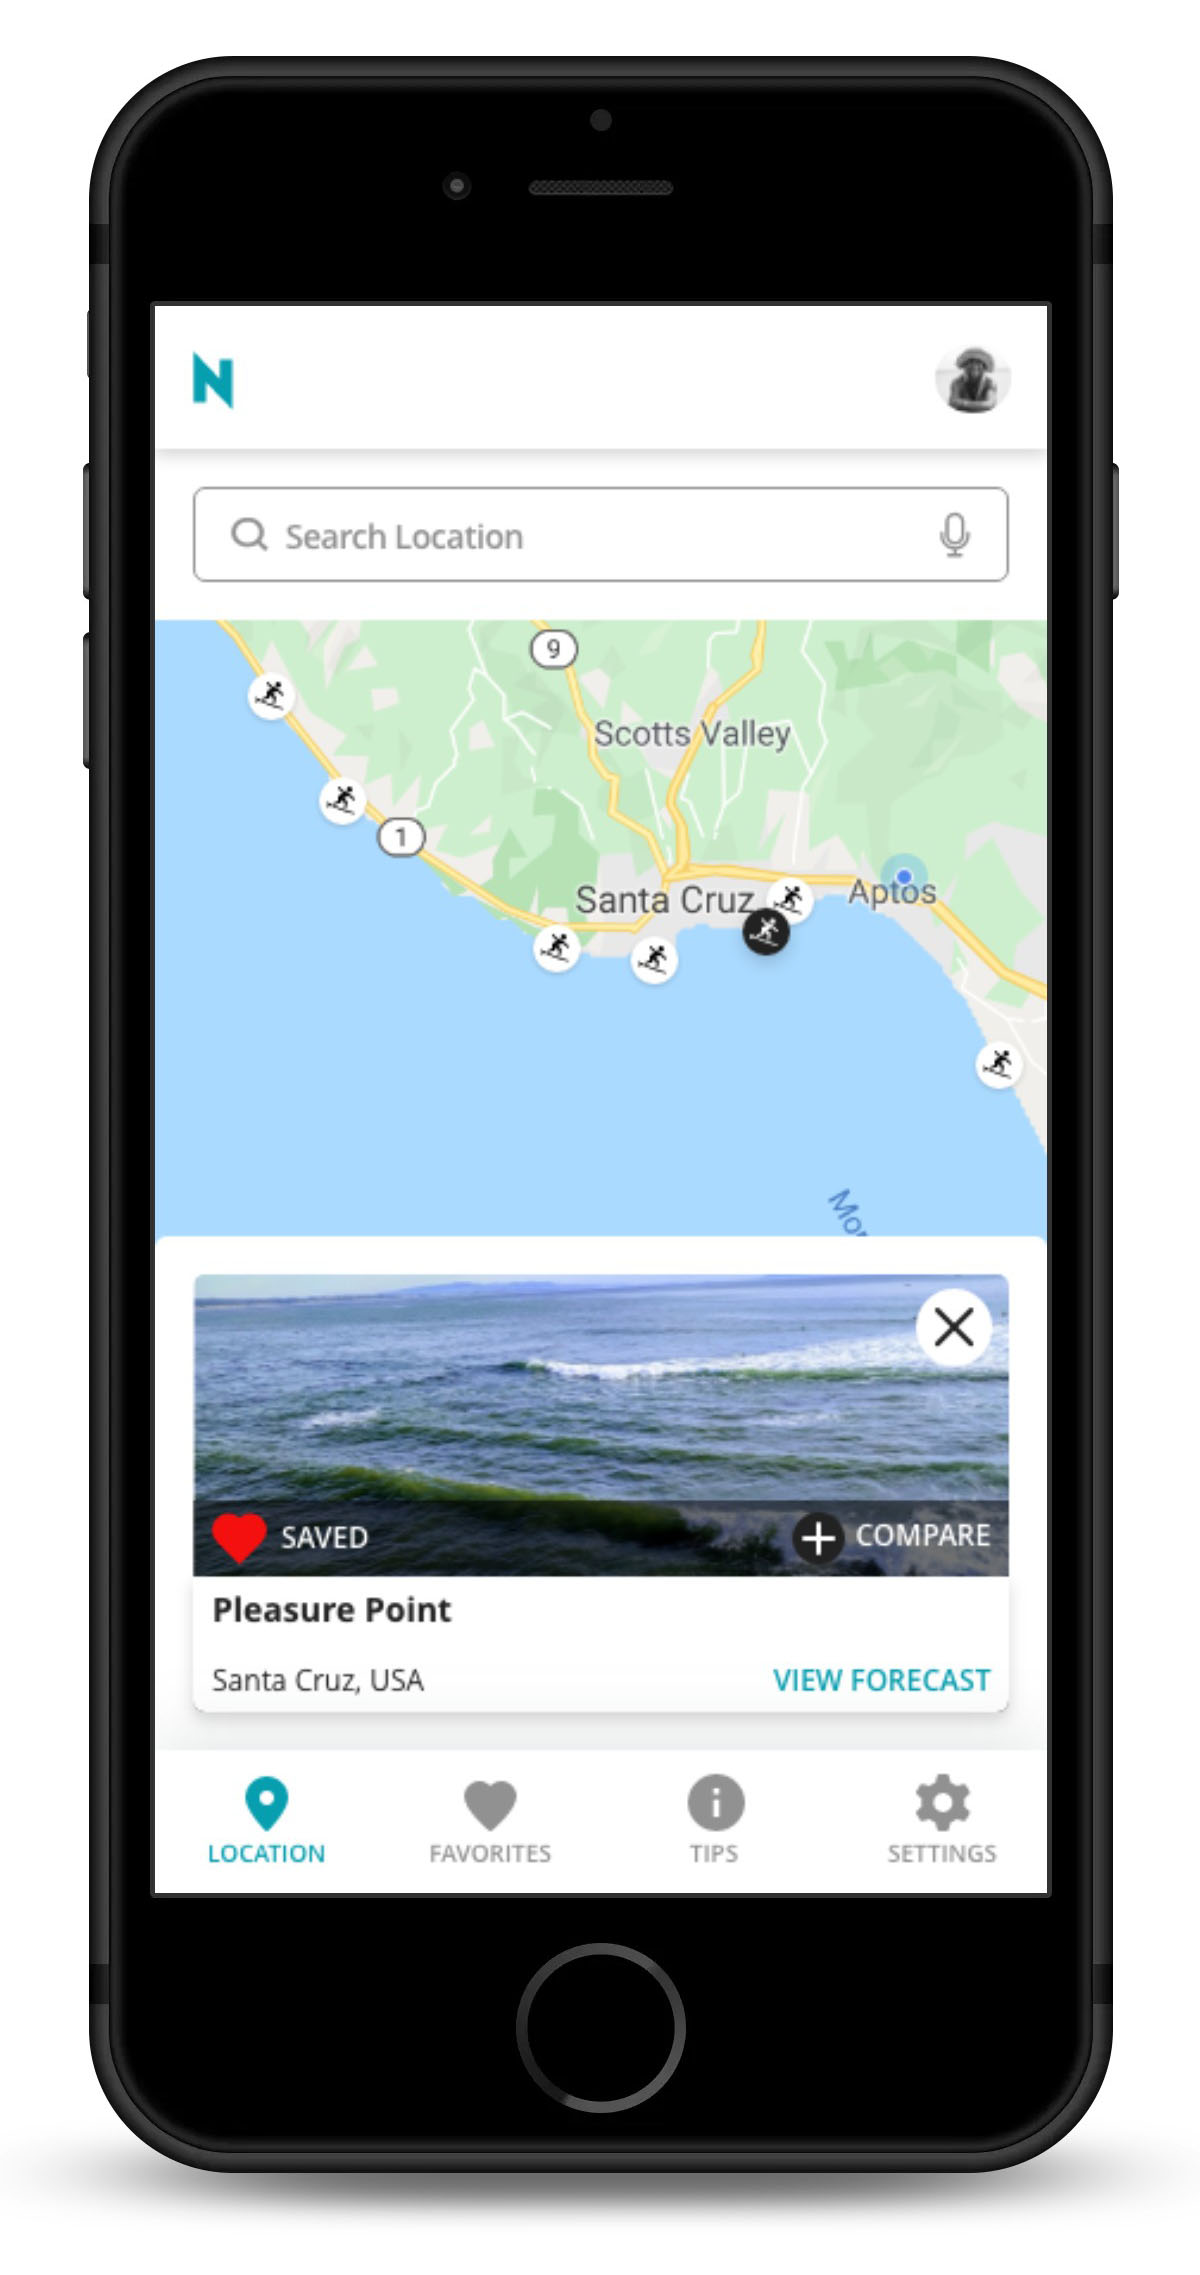 N
Search Location
9
Scotts Valley
1
Santa Cruz
Aptos
SAVED
COMPARE
Pleasure Point
Santa Cruz, USA
VIEW FORECAST
LOCATION
FAVORITES
TIPS
SETTINGS